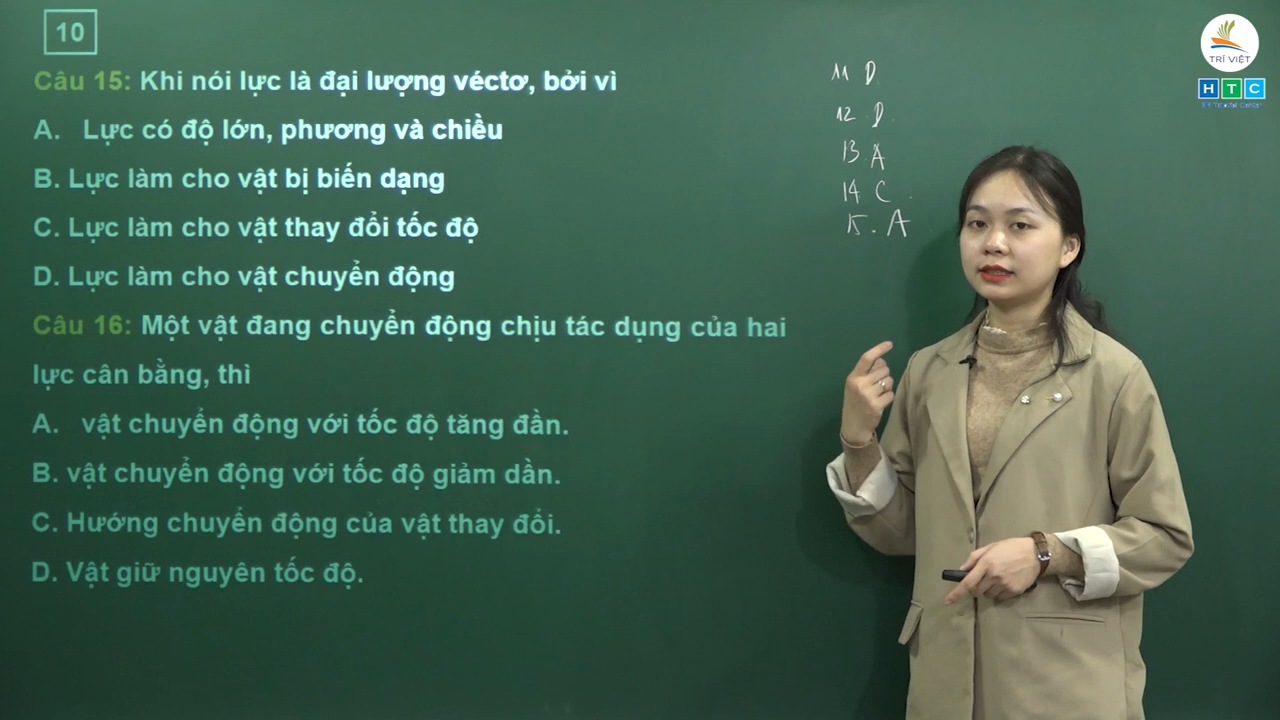 10
Câu 15: Khi nói lực là đại lượng véctơ, bởi vì
A. Lực có độ lớn, phương và chiều
B. Lực làm cho vật bị biến dạng
C. Lực làm cho vật thay đổi tốc độ
D. Lực làm cho vật chuyển động
Câu 16: Một vật đang chuyển động chịu tác dụng của hai
lực cân bằng, thì
A. vật chuyển động với tốc độ tăng đần.
B. vật chuyển động với tốc độ giảm dần.
C. Hướng chuyển động của vật thay đổi.
D. Vật giữ nguyên tốc độ.
11 D
12 D
13 A
14 C
15. A
TRÍ VIỆT
HTC